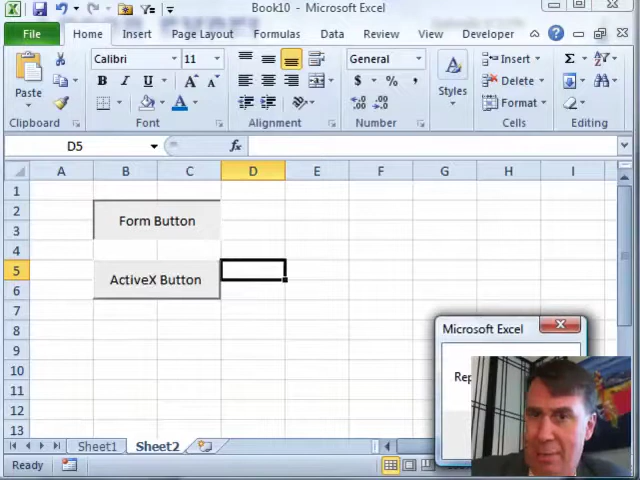 Book10 - Microsoft Excel
File Home Insert Page Layout Formulas Data Review View Developer
Paste Calibri 11 General Styles Insert
B I U A A $ % , Delete
A .00 .0 Format
Clipboard Font Alignment Number Cells Editing
D5 fx
A B C D E F G H I
1
2
Form Button
3
4
5
ActiveX Button
6
7
8
Microsoft Excel
9
10
11
12
13
Sheet1 Sheet2
Ready